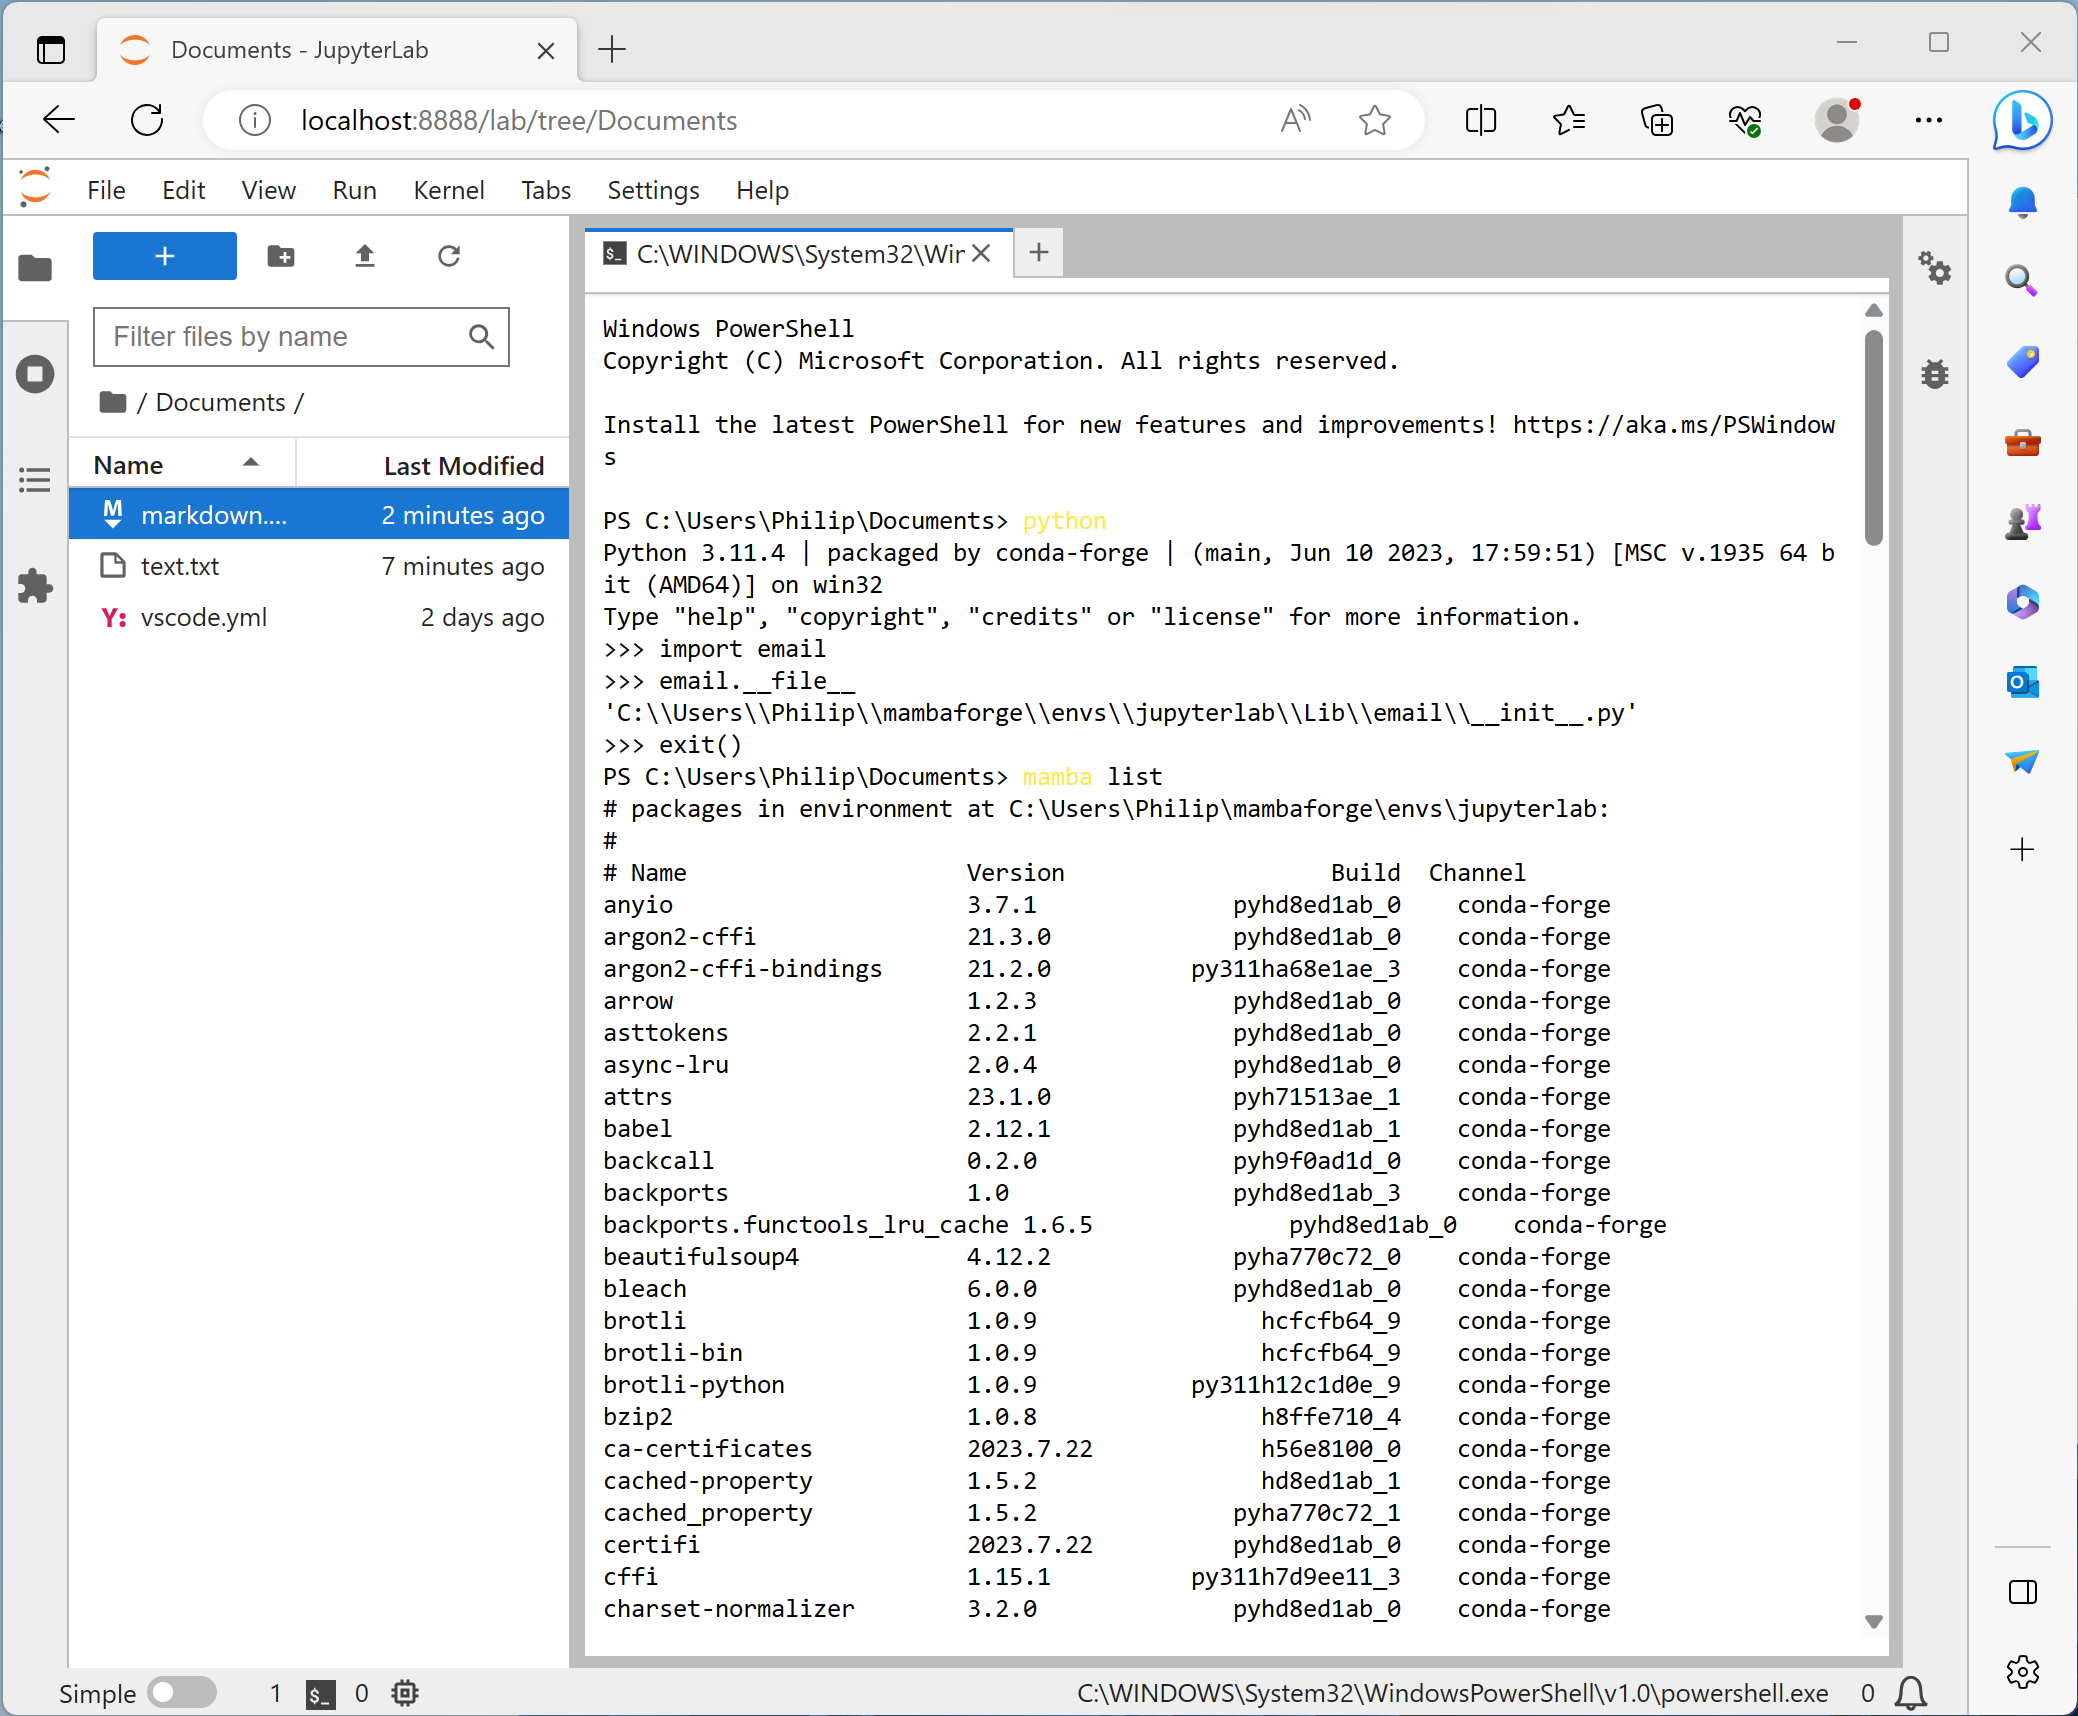 Documents - JupyterLab
localhost:8888/lab/tree/Documents
File Edit View Run Kernel Tabs Settings Help
Filter files by name
/ Documents /
Name Last Modified
markdown.... 2 minutes ago
text.txt 7 minutes ago
vscode.yml 2 days ago
C:\WINDOWS\System32\Wir
Windows PowerShell
Copyright (C) Microsoft Corporation. All rights reserved.
Install the latest PowerShell for new features and improvements! https://aka.ms/PSWindow
s
PS C:\Users\Philip\Documents> python
Python 3.11.4 | packaged by conda-forge | (main, Jun 10 2023, 17:59:51) [MSC v.1935 64 b
it (AMD64)] on win32
Type "help", "copyright", "credits" or "license" for more information.
>>> import email
>>> email.__file__
'C:\\Users\\Philip\\mambaforge\\envs\\jupyterlab\\Lib\\email\\__init__.py'
>>> exit()
PS C:\Users\Philip\Documents> mamba list
# packages in environment at C:\Users\Philip\mambaforge\envs\jupyterlab:
#
# Name Version Build Channel
anyio 3.7.1 pyhd8ed1ab_0 conda-forge
argon2-cffi 21.3.0 pyhd8ed1ab_0 conda-forge
argon2-cffi-bindings 21.2.0 py311ha68e1ae_3 conda-forge
arrow 1.2.3 pyhd8ed1ab_0 conda-forge
asttokens 2.2.1 pyhd8ed1ab_0 conda-forge
async-lru 2.0.4 pyhd8ed1ab_0 conda-forge
attrs 23.1.0 pyh71513ae_1 conda-forge
babel 2.12.1 pyhd8ed1ab_1 conda-forge
backcall 0.2.0 pyh9f0ad1d_0 conda-forge
backports 1.0 pyhd8ed1ab_3 conda-forge
backports.functools_lru_cache 1.6.5 pyhd8ed1ab_0 conda-forge
beautifulsoup4 4.12.2 pyha770c72_0 conda-forge
bleach 6.0.0 pyhd8ed1ab_0 conda-forge
brotli 1.0.9 hcfcfb64_9 conda-forge
brotli-bin 1.0.9 hcfcfb64_9 conda-forge
brotli-python 1.0.9 py311h12c1d0e_9 conda-forge
bzip2 1.0.8 h8ffe710_4 conda-forge
ca-certificates 2023.7.22 h56e8100_0 conda-forge
cached-property 1.5.2 hd8ed1ab_1 conda-forge
cached_property 1.5.2 pyha770c72_1 conda-forge
certifi 2023.7.22 pyhd8ed1ab_0 conda-forge
cffi 1.15.1 py311h7d9ee11_3 conda-forge
charset-normalizer 3.2.0 pyhd8ed1ab_0 conda-forge
Simple 1 0 C:\WINDOWS\System32\WindowsPowerShell\v1.0\powershell.exe 0